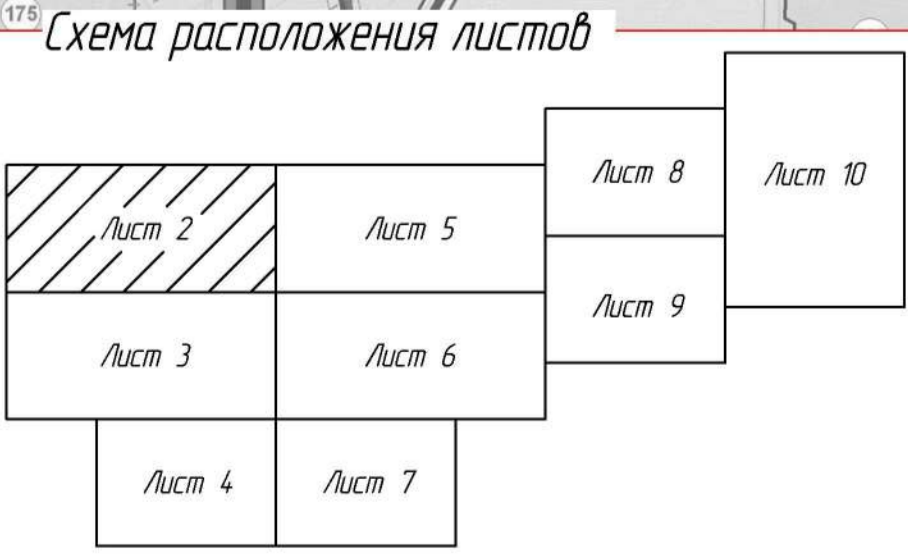 175
Схема расположения листов
Лист 8
Лист 10
Лист 2
Лист 5
Лист 9
Лист 3
Лист 6
Лист 4
Лист 7